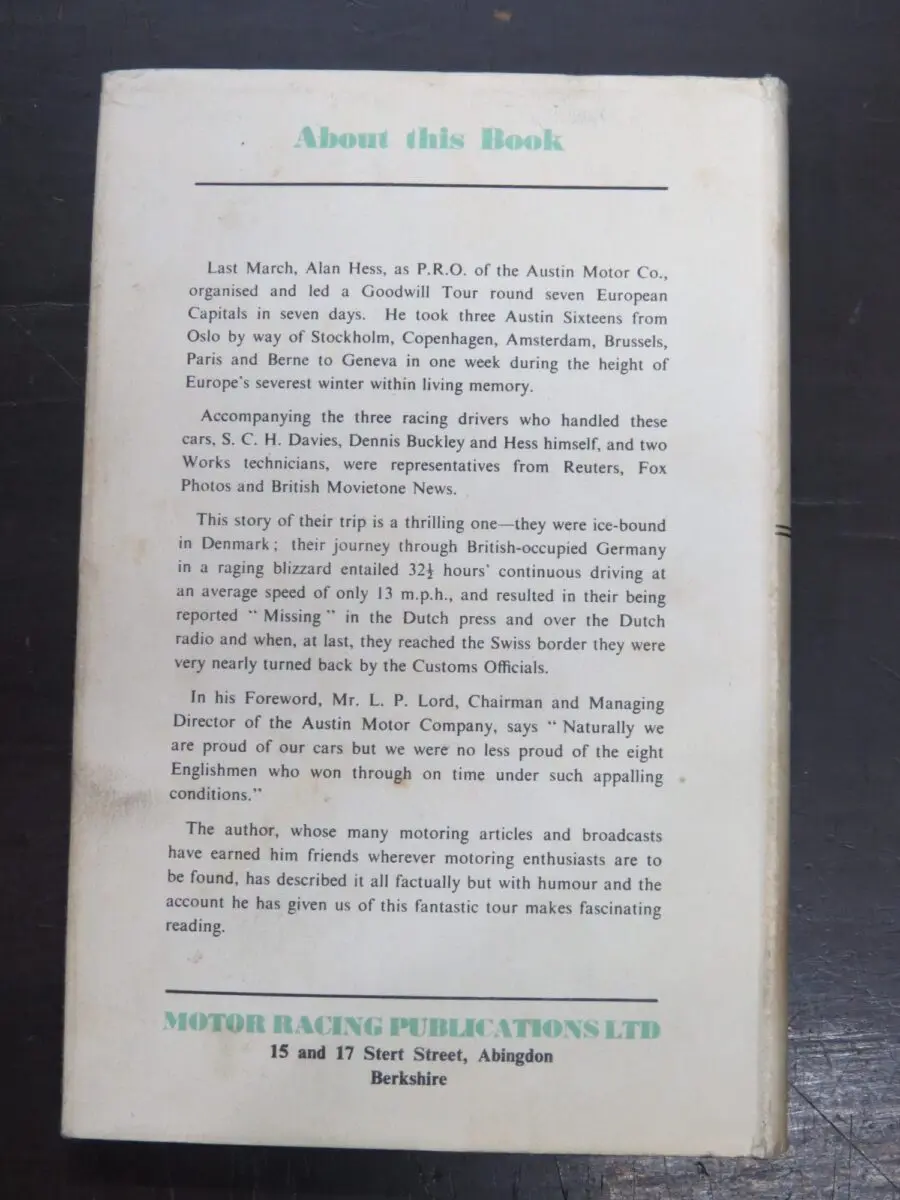 About this Book
Last March, Alan Hess, as P.R.O. of the Austin Motor Co.,
organised and led a Goodwill Tour round seven European
Capitals in seven days. He took three Austin Sixteens from
Oslo by way of Stockholm, Copenhagen, Amsterdam, Brussels,
Paris and Berne to Geneva in one week during the height of
Europe's severest winter within living memory.
Accompanying the three racing drivers who handled these
cars, S. C. H. Davies, Dennis Buckley and Hess himself, and two
Works technicians, were representatives from Reuters, Fox
Photos and British Movietone News.
This story of their trip is a thrilling one—they were ice-bound
in Denmark; their journey through British-occupied Germany
in a raging blizzard entailed 32½ hours' continuous driving at
an average speed of only 13 m.p.h., and resulted in their being
reported "Missing" in the Dutch press and over the Dutch
radio and when, at last, they reached the Swiss border they were
very nearly turned back by the Customs Officials.
In his Foreword, Mr. L. P. Lord, Chairman and Managing
Director of the Austin Motor Company, says "Naturally we
are proud of our cars but we were no less proud of the eight
Englishmen who won through on time under such appalling
conditions."
The author, whose many motoring articles and broadcasts
have earned him friends wherever motoring enthusiasts are to
be found, has described it all factually but with humour and the
account he has given us of this fantastic tour makes fascinating
reading.
MOTOR RACING PUBLICATIONS LTD
15 and 17 Stert Street, Abingdon
Berkshire